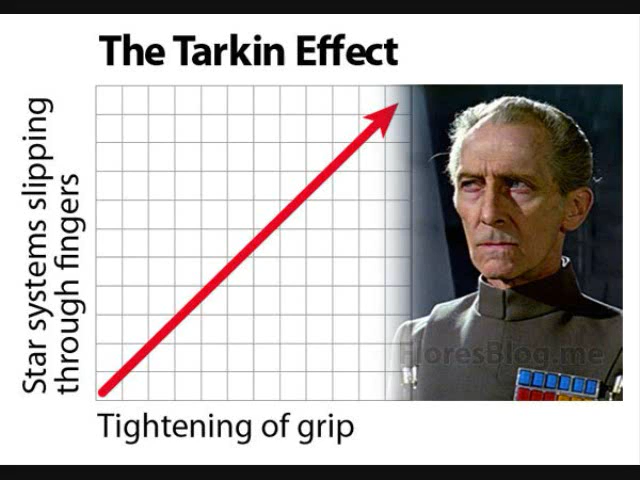 The Tarkin Effect
Star systems slipping
through fingers
FloresBlog.me
Tightening of grip